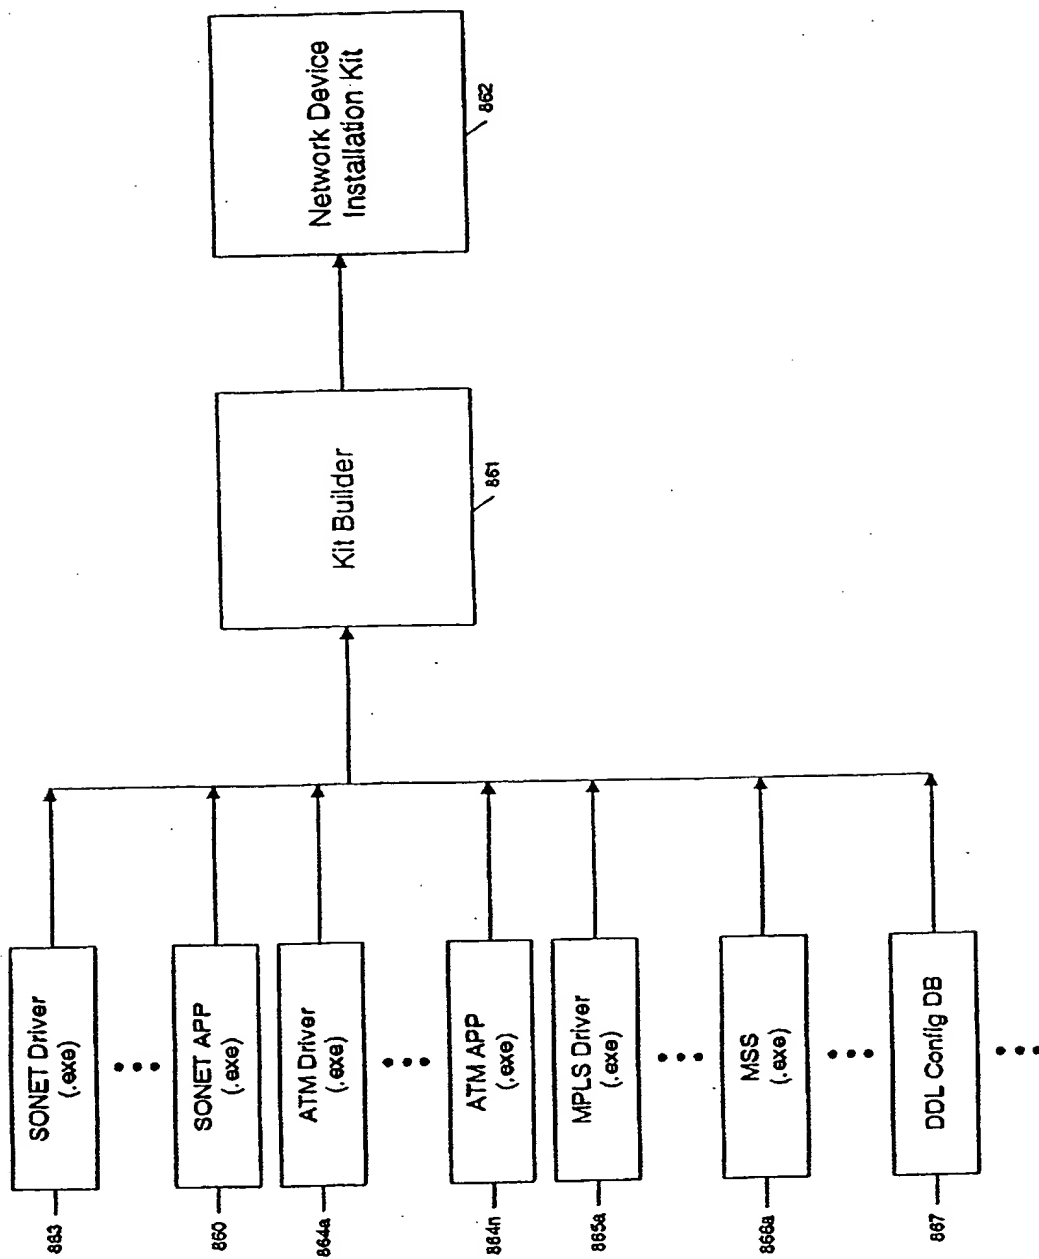 SONET Driver
(.exe)
863
SONET APP
(.exe)
860
ATM Driver
(.exe)
864a
ATM APP
(.exe)
864n
MPLS Driver
(.exe)
865a
MSS
(.exe)
866a
DDL Config DB
867
Kit Builder
861
Network Device
Installation Kit
862